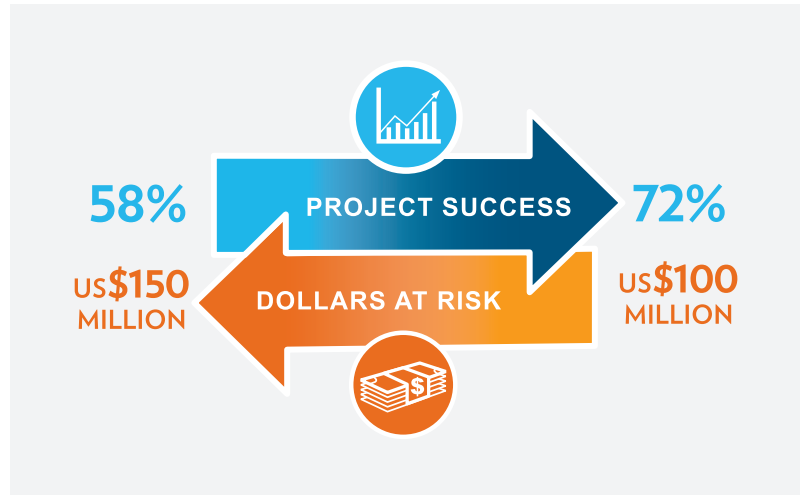 58%
PROJECT SUCCESS
72%
US$150
MILLION
DOLLARS AT RISK
US$100
MILLION
$